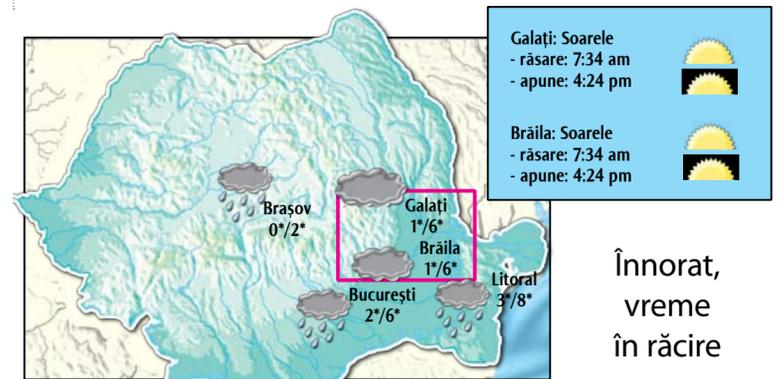 Galați: Soarele
- răsare: 7:34 am
- apune: 4:24 pm
Brăila: Soarele
- răsare: 7:34 am
- apune: 4:24 pm
Brașov
0*/2*
Galați
1*/6*
Brăila
1*/6*
București
2*/6*
Litoral
3*/8*
Înnorat,
vreme
în răcire